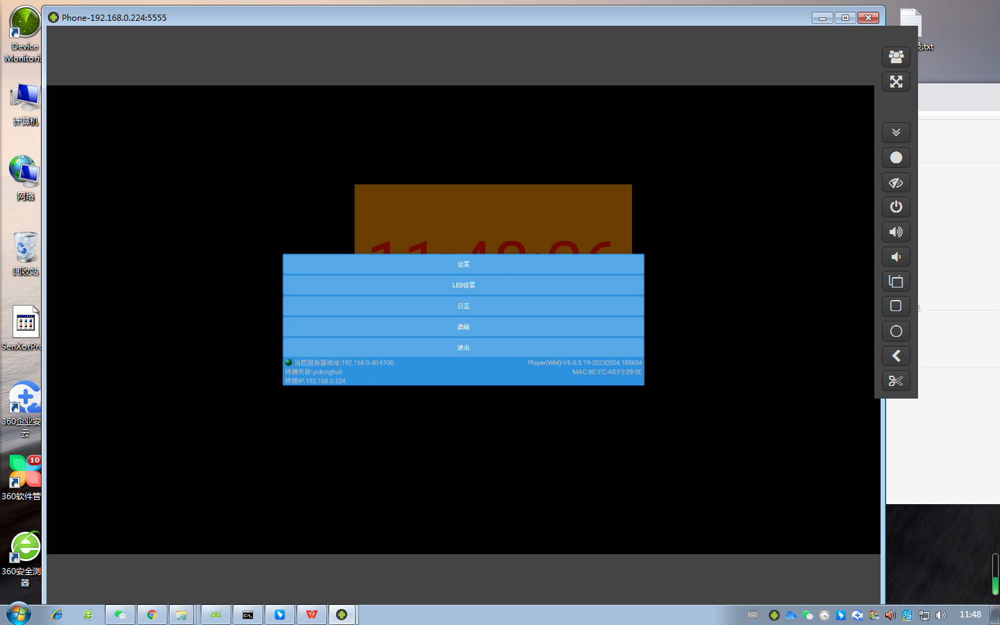 Phone-192.168.0.224:5555
Device
Monitori.
.txt
计算机
网络
回收站
SenXorPro
360企业安
云
10
360软件管
360安全浏
器
设置
LED设置
日志
高级
退出
当前服务器地址:192.168.0.40:6100
Player(WM)-V6.0.5.19-20230504.105654
终端名称:yidonghuli
MAC:8C:FC:A0:F3:29:5E
终端IP:192.168.0.224
C:\.
11:48